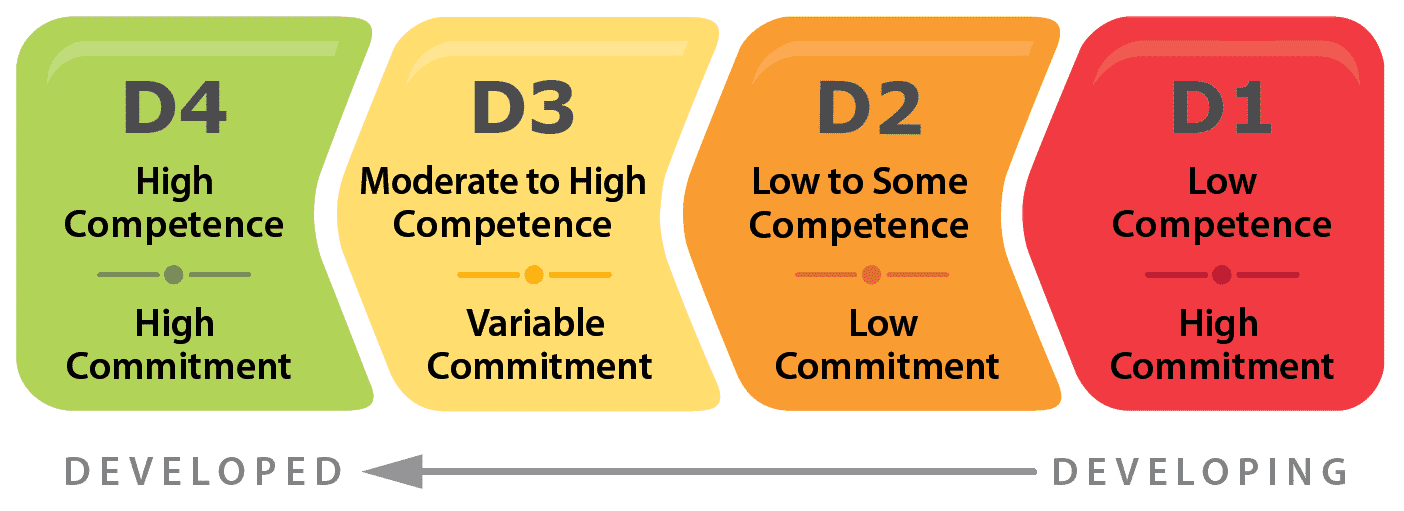 D4
High
Competence
High
Commitment
D3
Moderate to High
Competence
Variable
Commitment
D2
Low to Some
Competence
Low
Commitment
D1
Low
Competence
High
Commitment
DEVELOPED
DEVELOPING